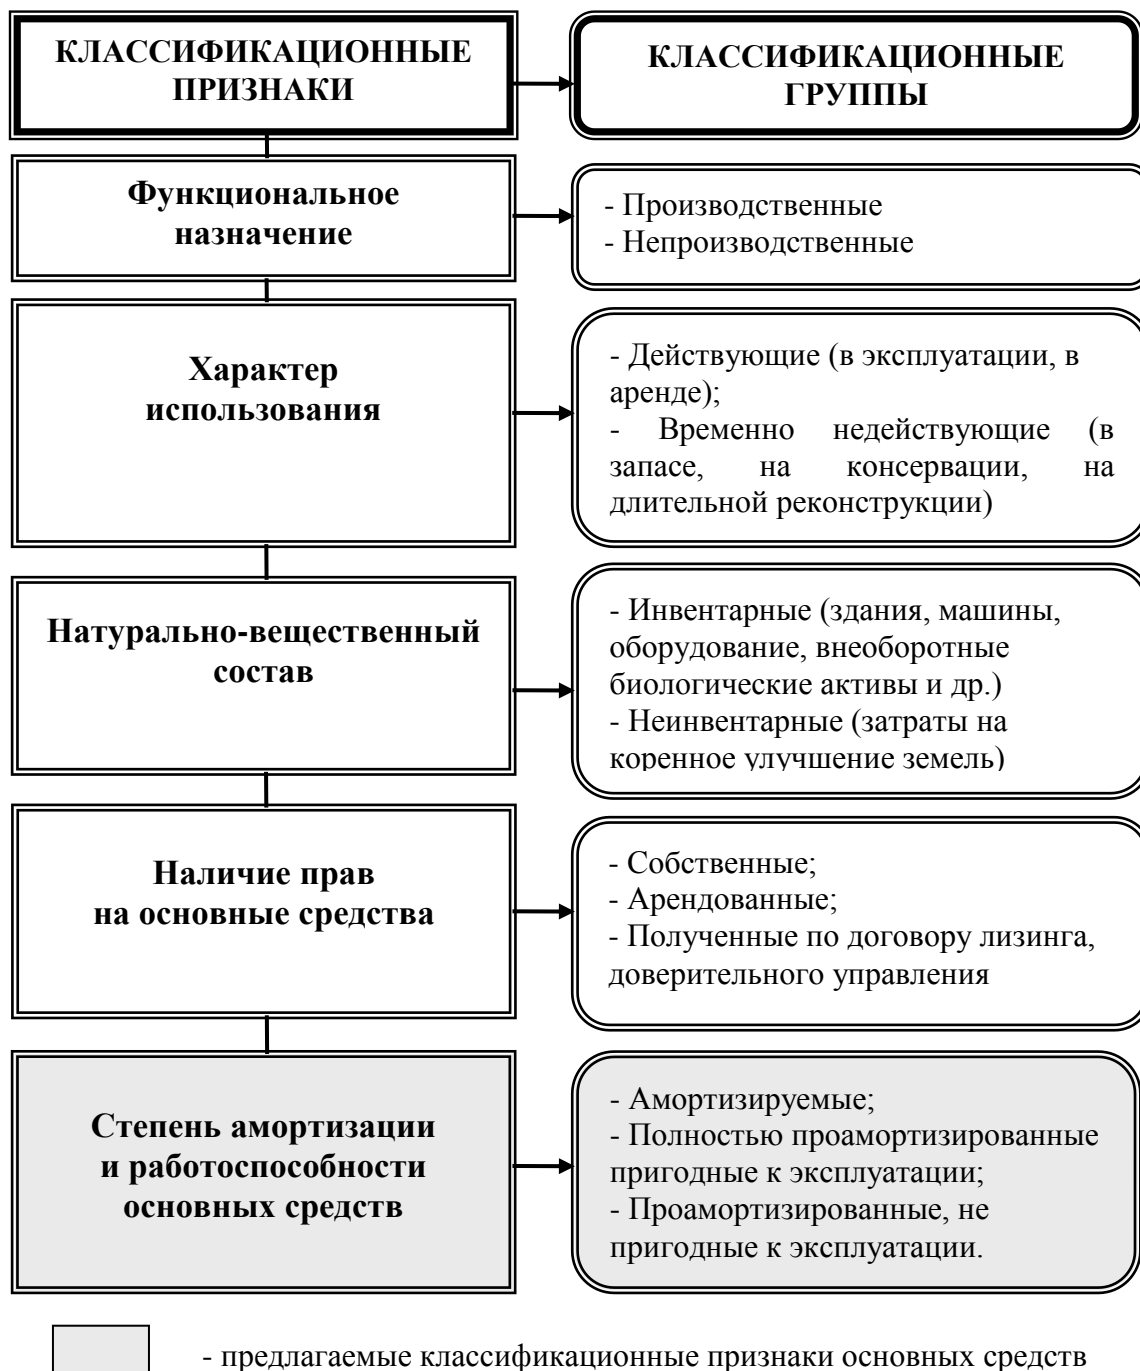 КЛАССИФИКАЦИОННЫЕ
ПРИЗНАКИ
КЛАССИФИКАЦИОННЫЕ
ГРУППЫ
Функциональное
назначение
- Производственные
- Непроизводственные
Характер
использования
- Действующие (в эксплуатации, в
аренде);
- Временно недействующие (в
запасе, на консервации, на
длительной реконструкции)
Натурально-вещественный
состав
- Инвентарные (здания, машины,
оборудование, внеоборотные
биологические активы и др.)
- Неинвентарные (затраты на
коренное улучшение земель)
Наличие прав
на основные средства
- Собственные;
- Арендованные;
- Полученные по договору лизинга,
доверительного управления
Степень амортизации
и работоспособности
основных средств
- Амортизируемые;
- Полностью проамортизированные
пригодные к эксплуатации;
- Проамортизированные, не
пригодные к эксплуатации.
- предлагаемые классификационные признаки основных средств